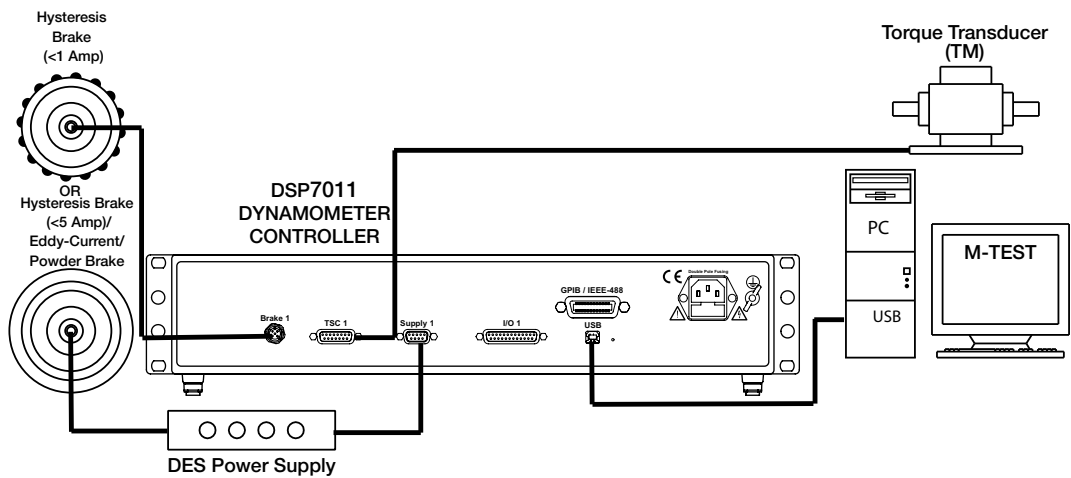 Hysteresis
Brake
(<1 Amp)
OR
Hysteresis Brake
(<5 Amp)/
Eddy-Current/
Powder Brake
DSP7011
DYNAMOMETER
CONTROLLER
Torque Transducer
(TM)
PC
USB
M-TEST
Brake 1
TSC 1
Supply 1
I/O 1
GPIB / IEEE-488
USB
CE
Double Pole Fusing
DES Power Supply